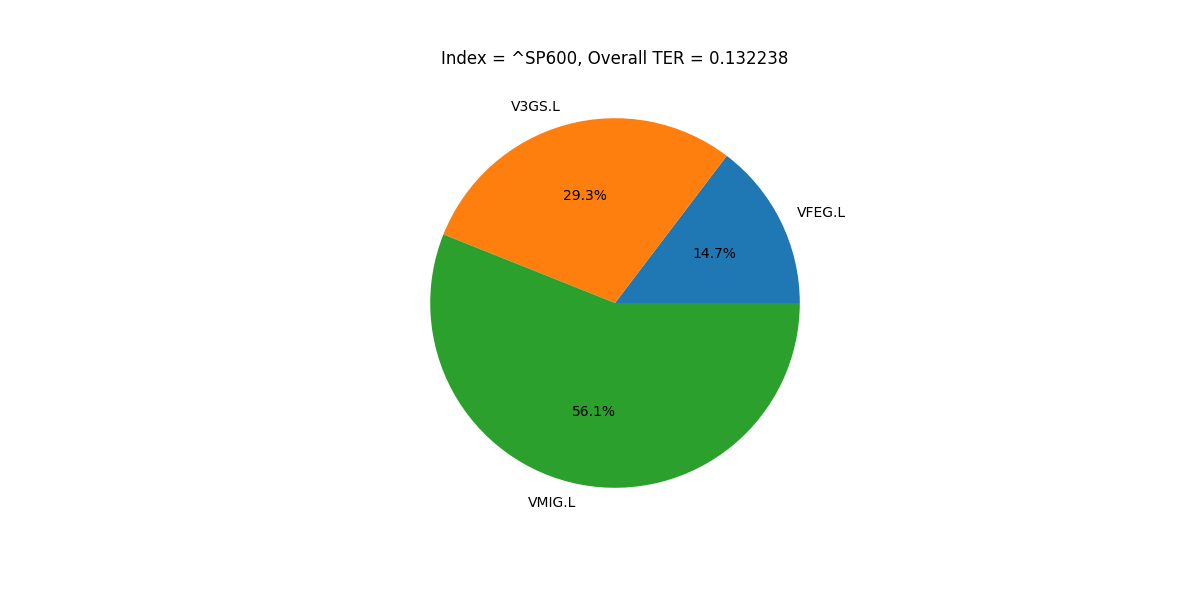 Index = ^SP600, Overall TER = 0.132238
V3GS.L
29.3%
VFEG.L
14.7%
56.1%
VMIG.L